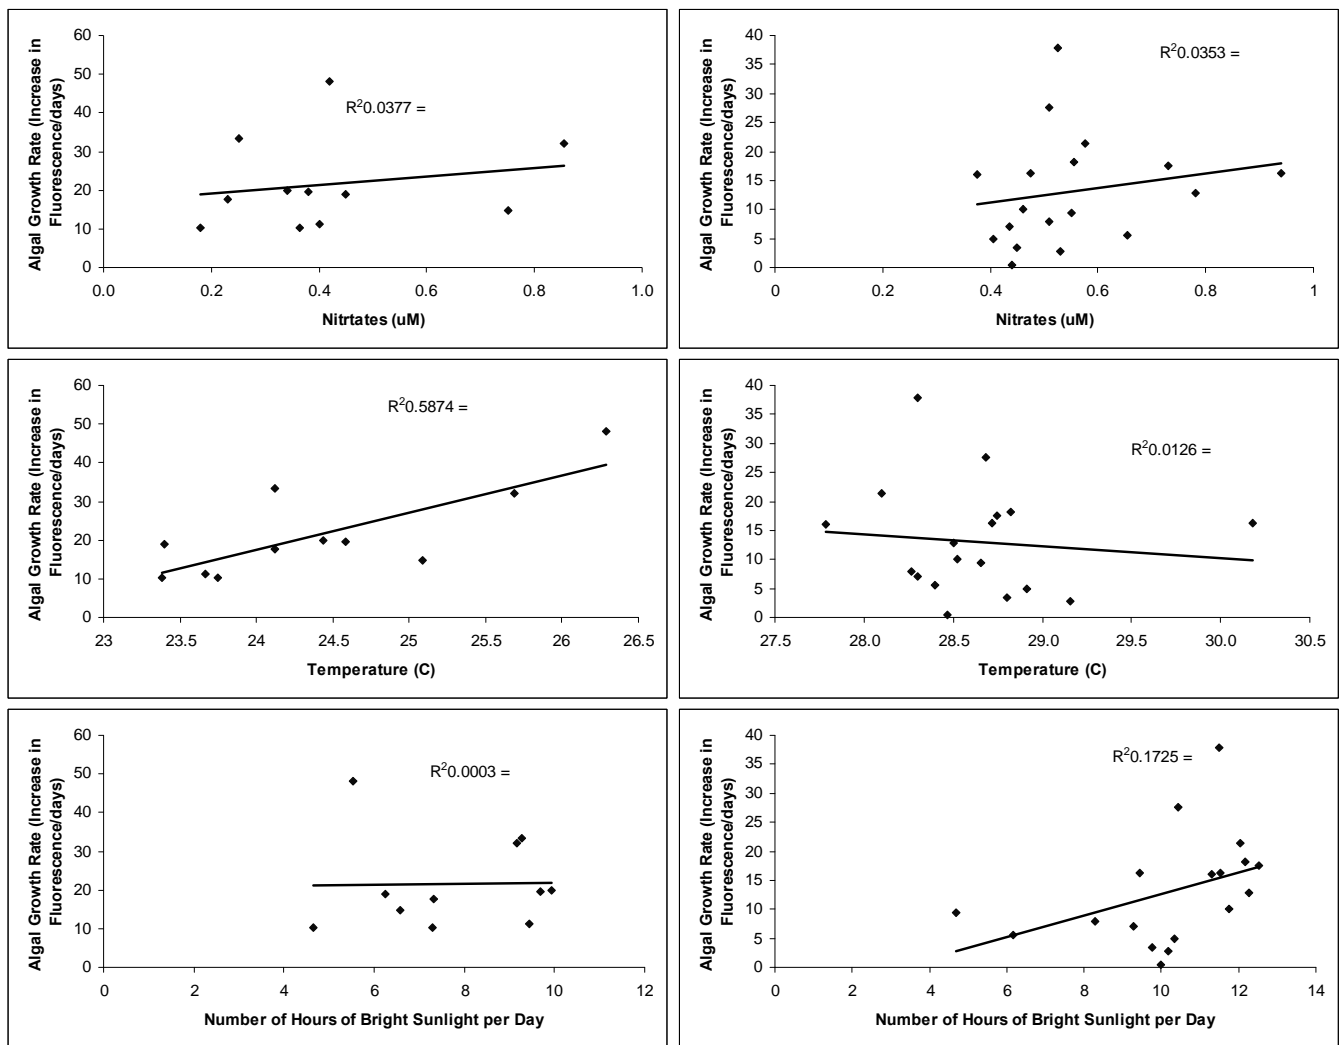 Algal Growth Rate (Increase in
Fluorescence/days)
60
50
40
30
20
10
0
R²0.0377 =
0.0 0.2 0.4 0.6 0.8 1.0
Nitrtates (uM)
Algal Growth Rate (Increase in
Fluorescence/days)
40
35
30
25
20
15
10
5
0
R²0.0353 =
0 0.2 0.4 0.6 0.8 1
Nitrates (uM)
Algal Growth Rate (Increase in
Fluorescence/days)
60
50
40
30
20
10
0
R²0.5874 =
23 23.5 24 24.5 25 25.5 26 26.5
Temperature (C)
Algal Growth Rate (Increase in
Fluorescence/days)
40
35
30
25
20
15
10
5
0
R²0.0126 =
27.5 28.0 28.5 29.0 29.5 30.0 30.5
Temperature (C)
Algal Growth Rate (Increase in
Fluorescence/days)
60
50
40
30
20
10
0
R²0.0003 =
0 2 4 6 8 10 12
Number of Hours of Bright Sunlight per Day
Algal Growth Rate (Increase in
Fluorescence/days)
40
35
30
25
20
15
10
5
0
R²0.1725 =
0 2 4 6 8 10 12 14
Number of Hours of Bright Sunlight per Day